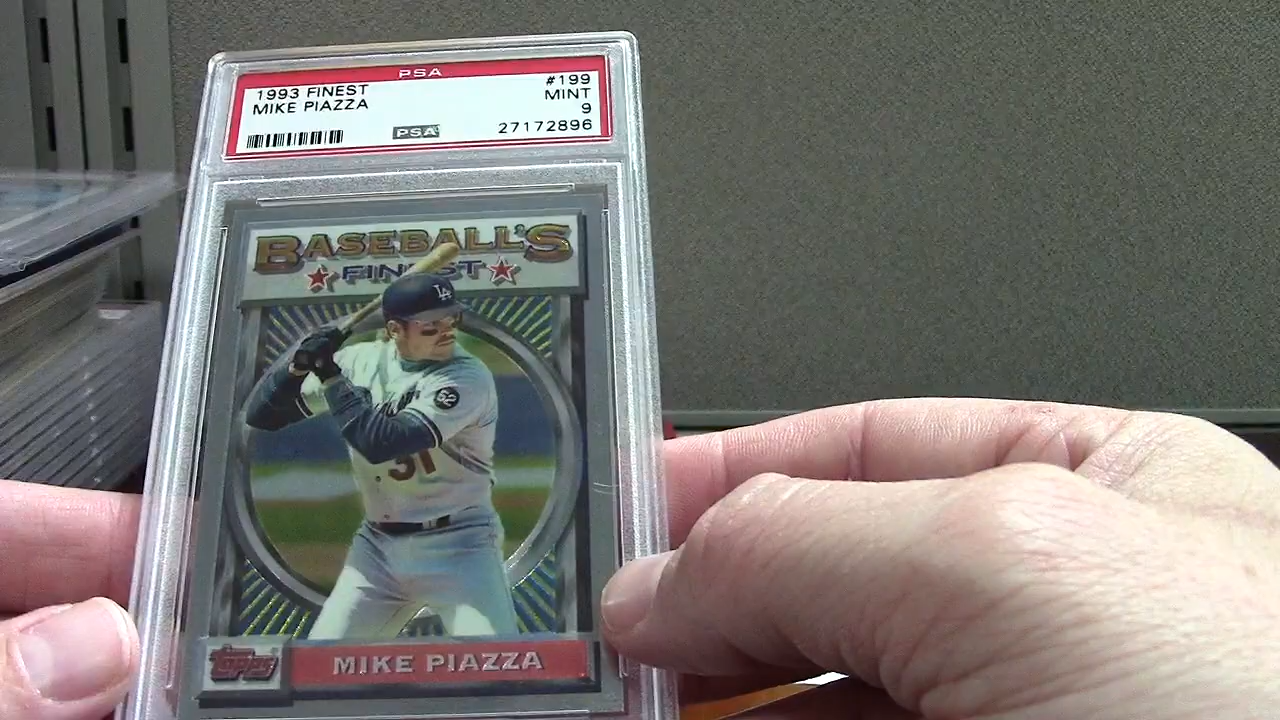 PSA
1993 FINEST #199
MIKE PIAZZA MINT
9
PSA 27172896
BASEBALL'S
FINEST
LA
52
31
TOPPS
MIKE PIAZZA